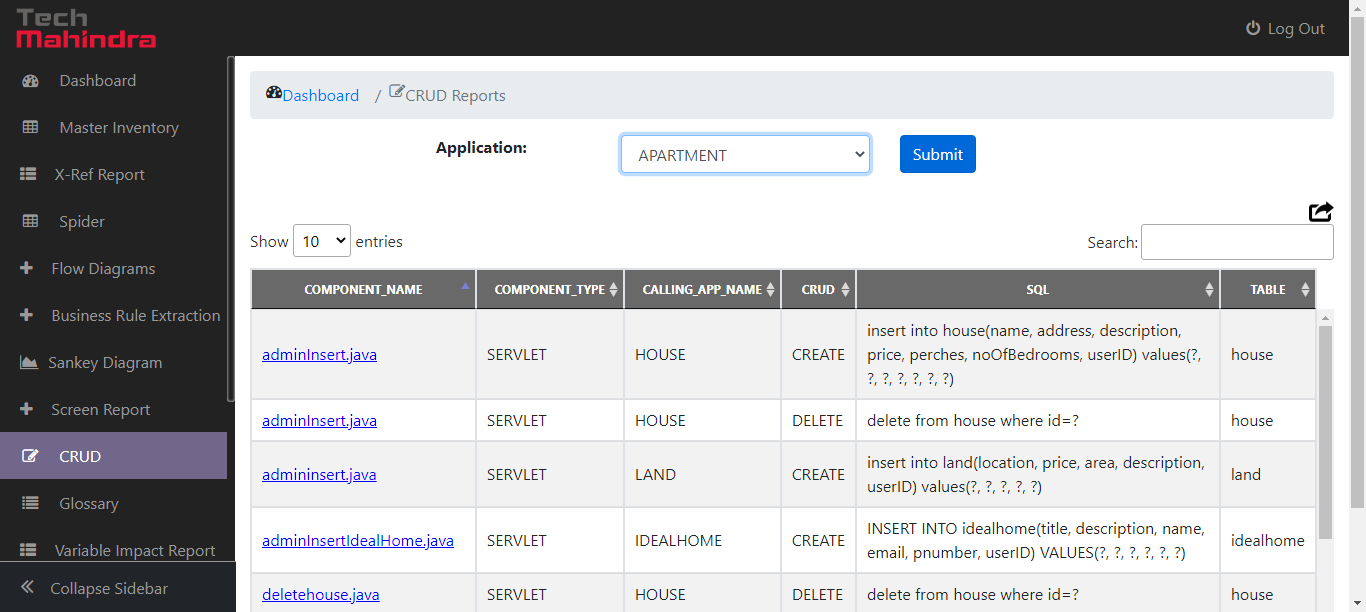 Tech
Mahindra
Log Out
Dashboard
Master Inventory
X-Ref Report
Spider
Flow Diagrams
Business Rule Extraction
Sankey Diagram
Screen Report
CRUD
Glossary
Variable Impact Report
Collapse Sidebar
Dashboard / CRUD Reports
Application: APARTMENT Submit
Show 10 entries Search:
COMPONENT_NAME COMPONENT_TYPE CALLING_APP_NAME CRUD SQL TABLE
insert into house(name, address, description,
adminInsert.java SERVLET HOUSE CREATE price, perches, noOfBedrooms, userID) values(?, house
?, ?, ?, ?, ?, ?)
adminInsert.java SERVLET HOUSE DELETE delete from house where id=? house
insert into land(location, price, area, description,
admininsert.java SERVLET LAND CREATE land
userID) values(?, ?, ?, ?, ?)
INSERT INTO idealhome(title, description, name,
adminInsertIdealHome.java SERVLET IDEALHOME CREATE idealhome
email, pnumber, userID) VALUES(?, ?, ?, ?, ?, ?)
deletehouse.java SERVLET HOUSE DELETE delete from house where id=? house